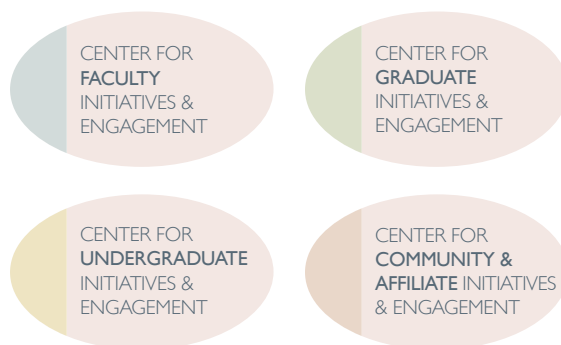 CENTER FOR
FACULTY
INITIATIVES &
ENGAGEMENT
CENTER FOR
GRADUATE
INITIATIVES &
ENGAGEMENT
CENTER FOR
UNDERGRADUATE
INITIATIVES &
ENGAGEMENT
CENTER FOR
COMMUNITY &
AFFILIATE INITIATIVES
& ENGAGEMENT